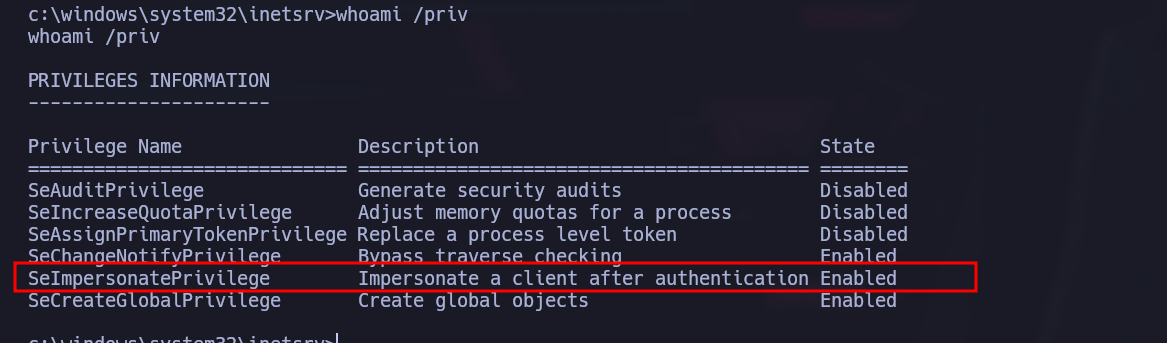 c:\windows\system32\inetsrv>whoami /priv
whoami /priv
PRIVILEGES INFORMATION
----------------------
Privilege Name                Description                               State
============================= ========================================= ========
SeAuditPrivilege              Generate security audits                  Disabled
SeIncreaseQuotaPrivilege      Adjust memory quotas for a process        Disabled
SeAssignPrimaryTokenPrivilege Replace a process level token             Disabled
SeChangeNotifyPrivilege       Bypass traverse checking                  Enabled
SeImpersonatePrivilege        Impersonate a client after authentication Enabled
SeCreateGlobalPrivilege       Create global objects                     Enabled
c:\windows\system32\inetsrv>